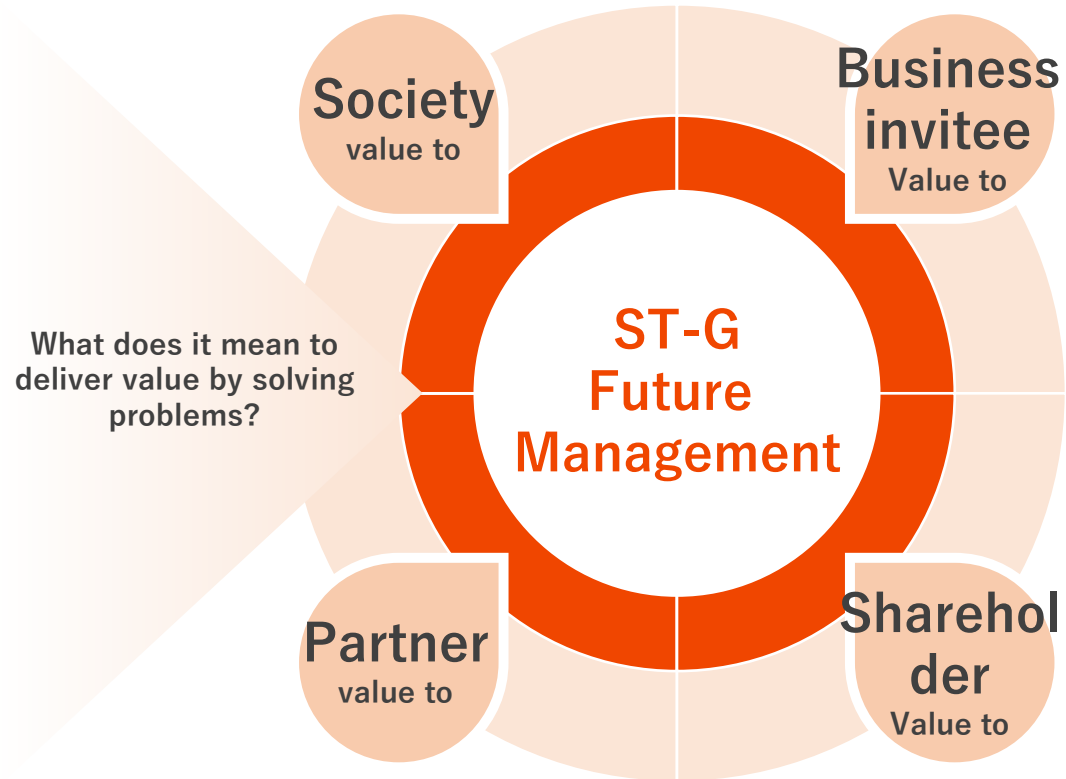 Society
value to
Business
invitee
Value to
What does it mean to
deliver value by solving
problems?
ST-G
Future
Management
Partner
value to
Sharehol
der
Value to